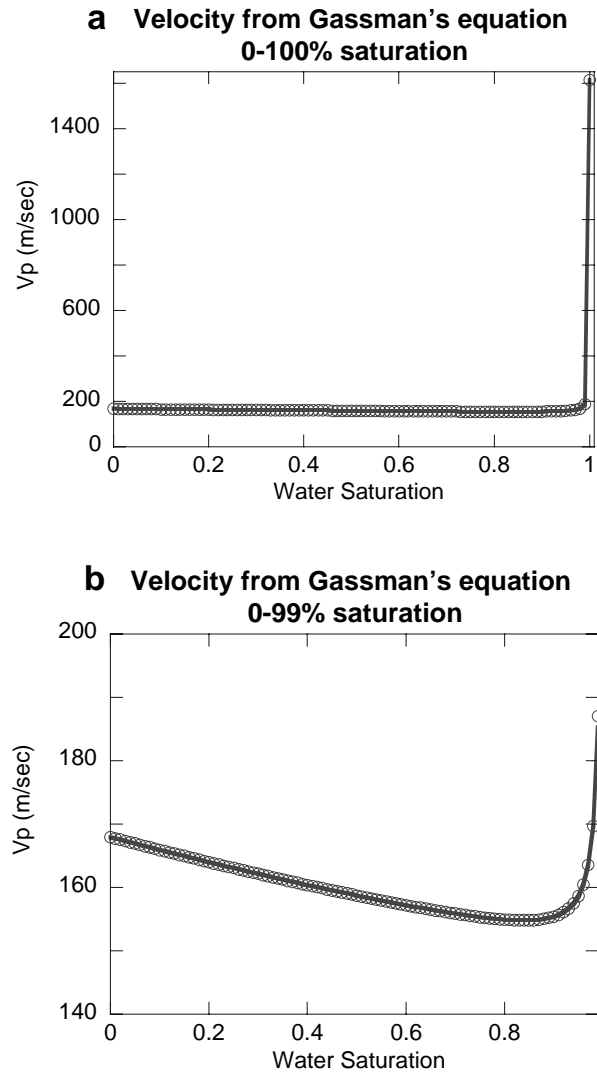 a Velocity from Gassman's equation
0-100% saturation
1400
1000
600
200
0
Vp (m/sec)
0 0.2 0.4 0.6 0.8 1
Water Saturation
b Velocity from Gassman's equation
0-99% saturation
200
180
160
140
Vp (m/sec)
0 0.2 0.4 0.6 0.8
Water Saturation